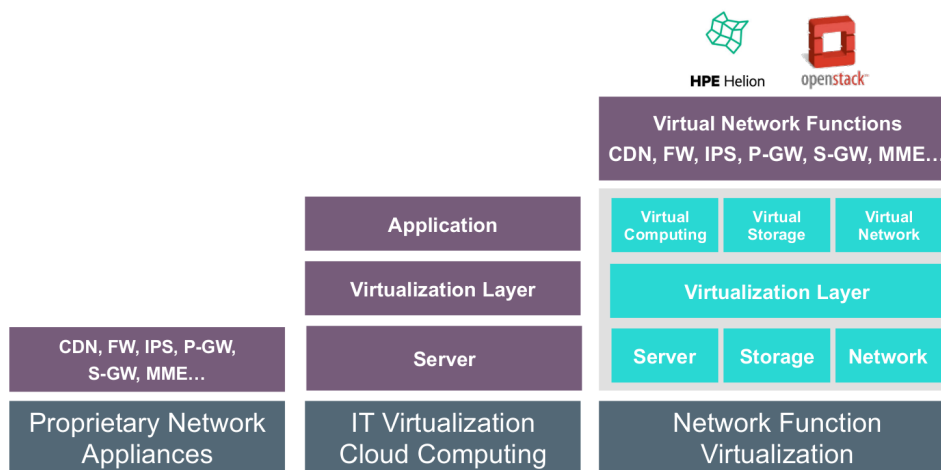 HPE Helion
openstack™
Virtual Network Functions
CDN, FW, IPS, P-GW, S-GW, MME...
Application
Virtual
Computing
Virtual
Storage
Virtual
Network
Virtualization Layer
Virtualization Layer
CDN, FW, IPS, P-GW,
S-GW, MME...
Server
Server
Storage
Network
Proprietary Network
Appliances
IT Virtualization
Cloud Computing
Network Function
Virtualization